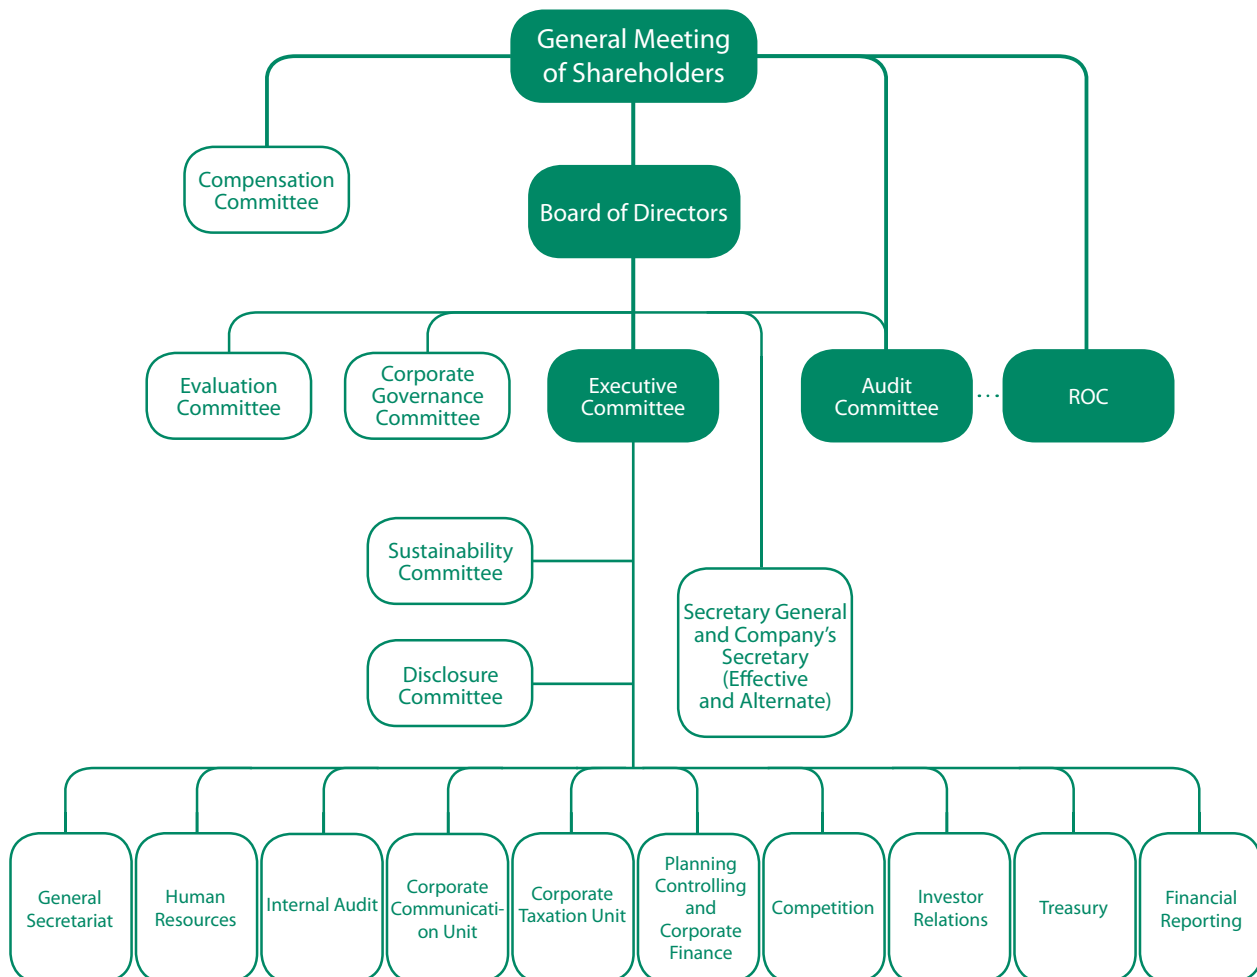 General Meeting
of Shareholders
Compensation
Committee
Board of Directors
Evaluation
Committee
Corporate
Governance
Committee
Executive
Committee
Audit
Committee
...
ROC
Sustainability
Committee
Secretary General
and Company's
Secretary
(Effective
and Alternate)
Disclosure
Committee
General
Secretariat
Human
Resources
Internal Audit
Corporate
Communicati-
on Unit
Corporate
Taxation Unit
Planning
Controlling
and
Corporate
Finance
Competition
Investor
Relations
Treasury
Financial
Reporting